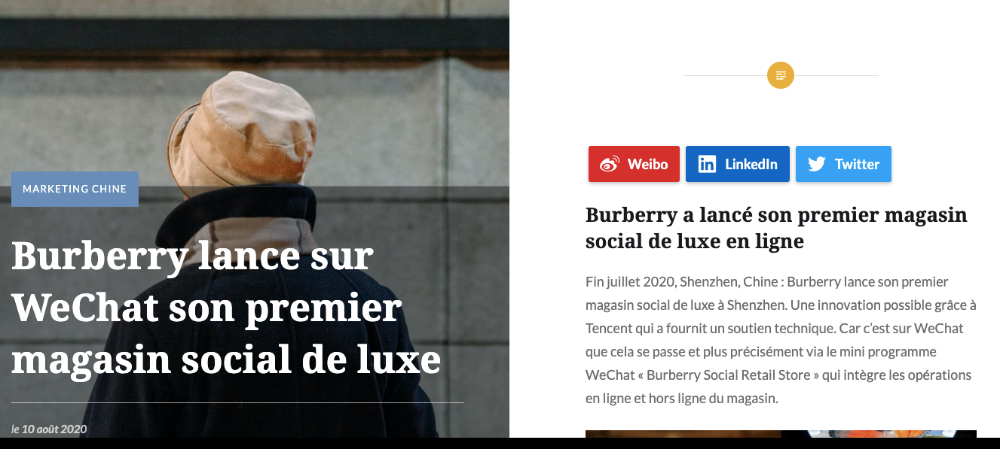 MARKETING CHINE
Burberry lance sur
WeChat son premier
magasin social de luxe
le 10 août 2020
Weibo
LinkedIn
Twitter
Burberry a lancé son premier magasin
social de luxe en ligne
Fin juillet 2020, Shenzhen, Chine : Burberry lance son premier
magasin social de luxe à Shenzhen. Une innovation possible grâce à
Tencent qui a fournit un soutien technique. Car c’est sur WeChat
que cela se passe et plus précisément via le mini programme
WeChat « Burberry Social Retail Store » qui intègre les opérations
en ligne et hors ligne du magasin.